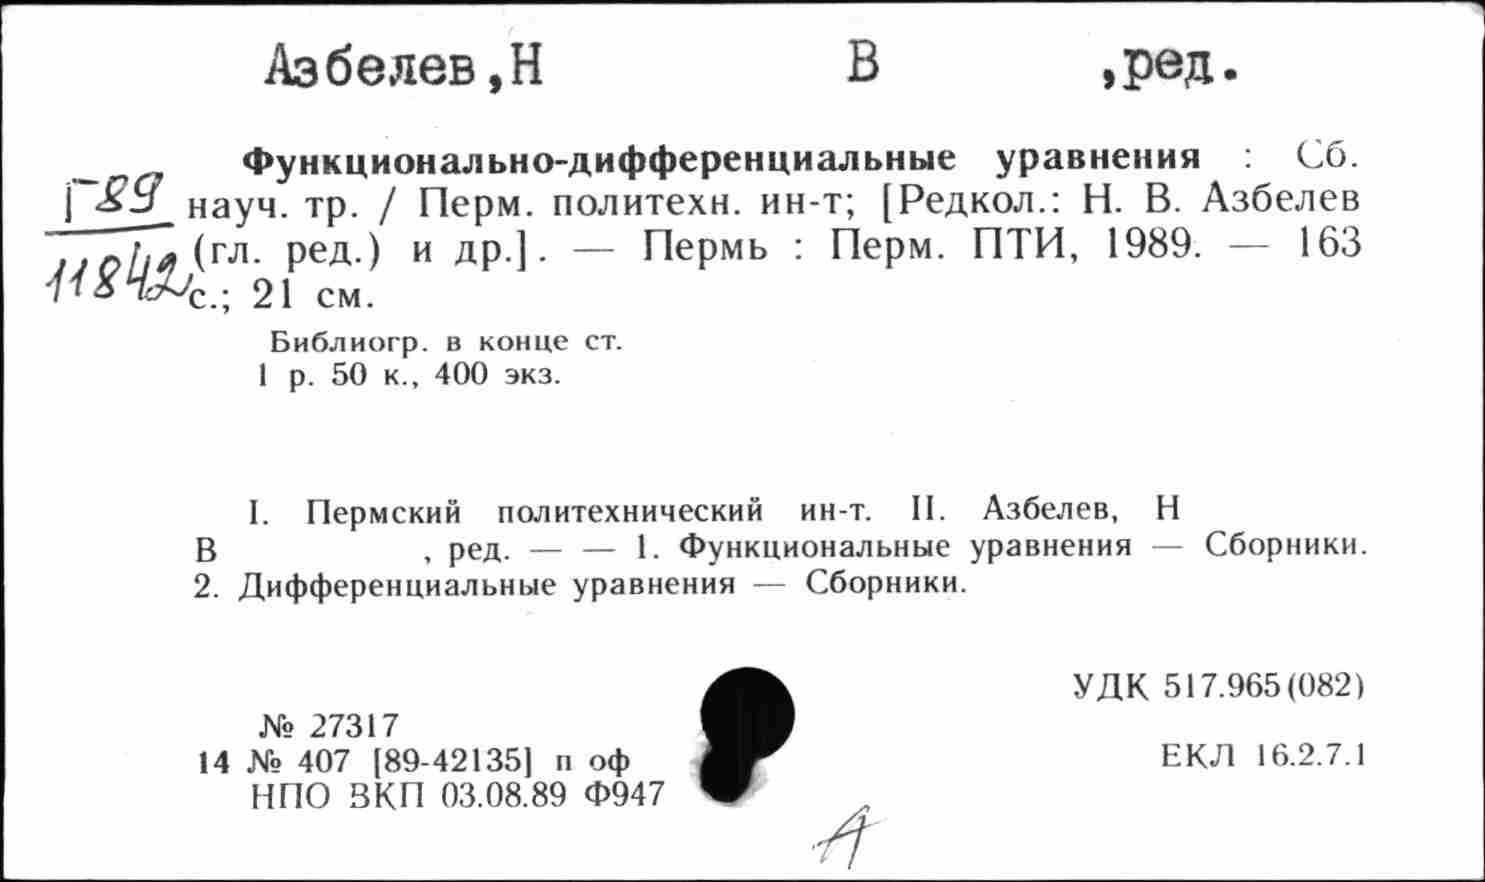 Азбелев,Н В ,ред.
Функционально-дифференциальные уравнения : Сб.
Г-89
науч. тр. / Перм. политехн. ин-т; [Редкол.: Н. В. Азбелев
11842
(гл. ред.) и др.]. — Пермь : Перм. ПТИ, 1989. — 163
с.; 21 см.
Библиогр. в конце ст.
1 р. 50 к., 400 экз.
I. Пермский политехнический ин-т. II. Азбелев, Н
В , ред. — — 1. Функциональные уравнения — Сборники.
2. Дифференциальные уравнения — Сборники.
УДК 517.965(082)
№ 27317
14 № 407 [89-42135] п оф
ЕКЛ 16.2.7.1
НПО ВКП 03.08.89 Ф947
А